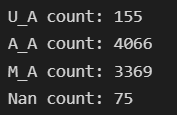 U_A count: 155
A_A count: 4066
M_A count: 3369
Nan count: 75